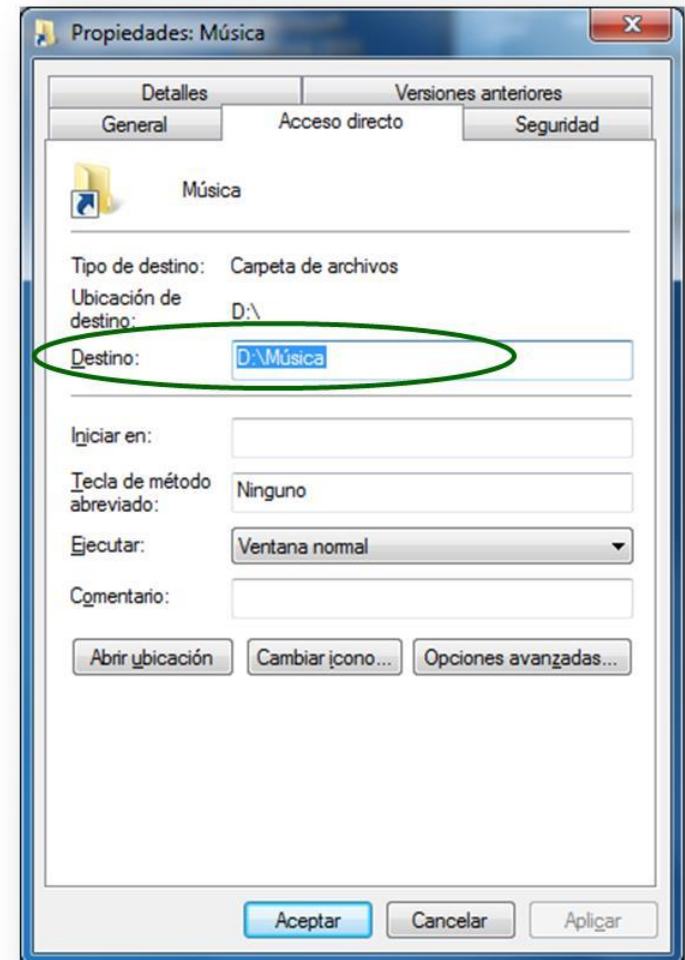 Propiedades: Música
x
Detalles
Versiones anteriores
General
Acceso directo
Seguridad
Música
Tipo de destino: Carpeta de archivos
Ubicación de
destino: D:\
Destino: D:\Música
Iniciar en:
Tecla de método
abreviado: Ninguno
Ejecutar: Ventana normal
Comentario:
Abrir ubicación
Cambiar icono...
Opciones avanzadas...
Aceptar
Cancelar
Aplicar